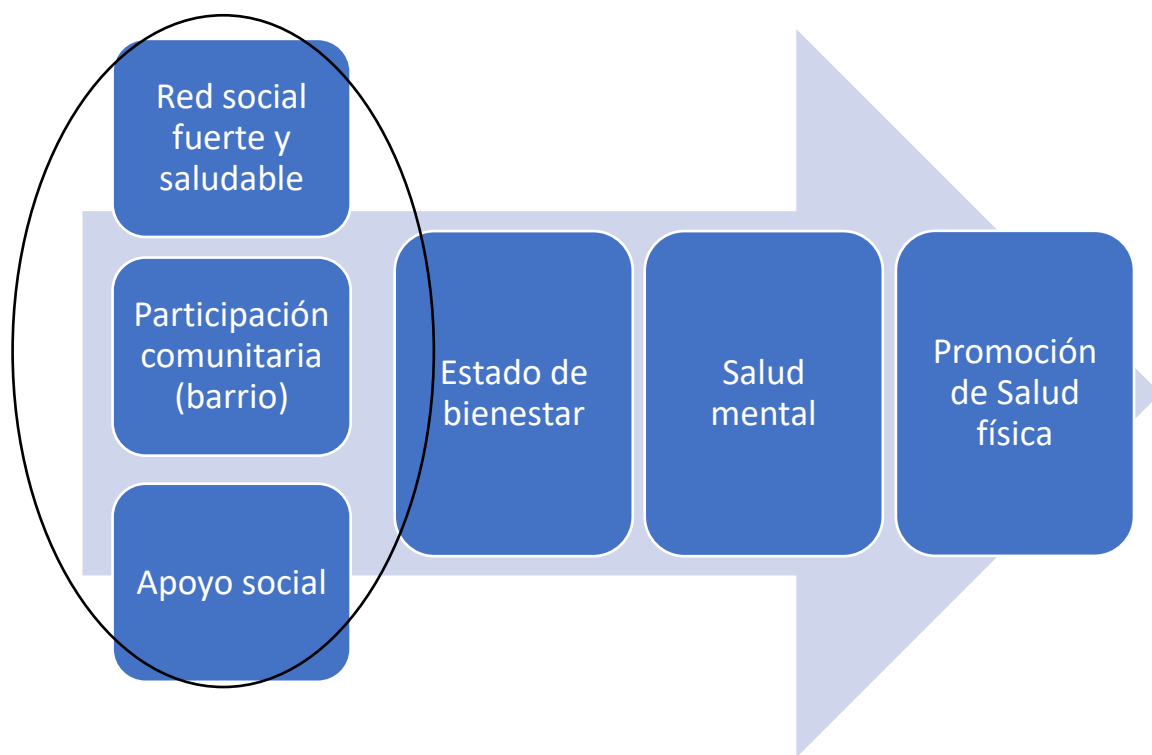 Red social
fuerte y
saludable
Participación
comunitaria
(barrio)
Apoyo social
Estado de
bienestar
Salud
mental
Promoción
de Salud
física